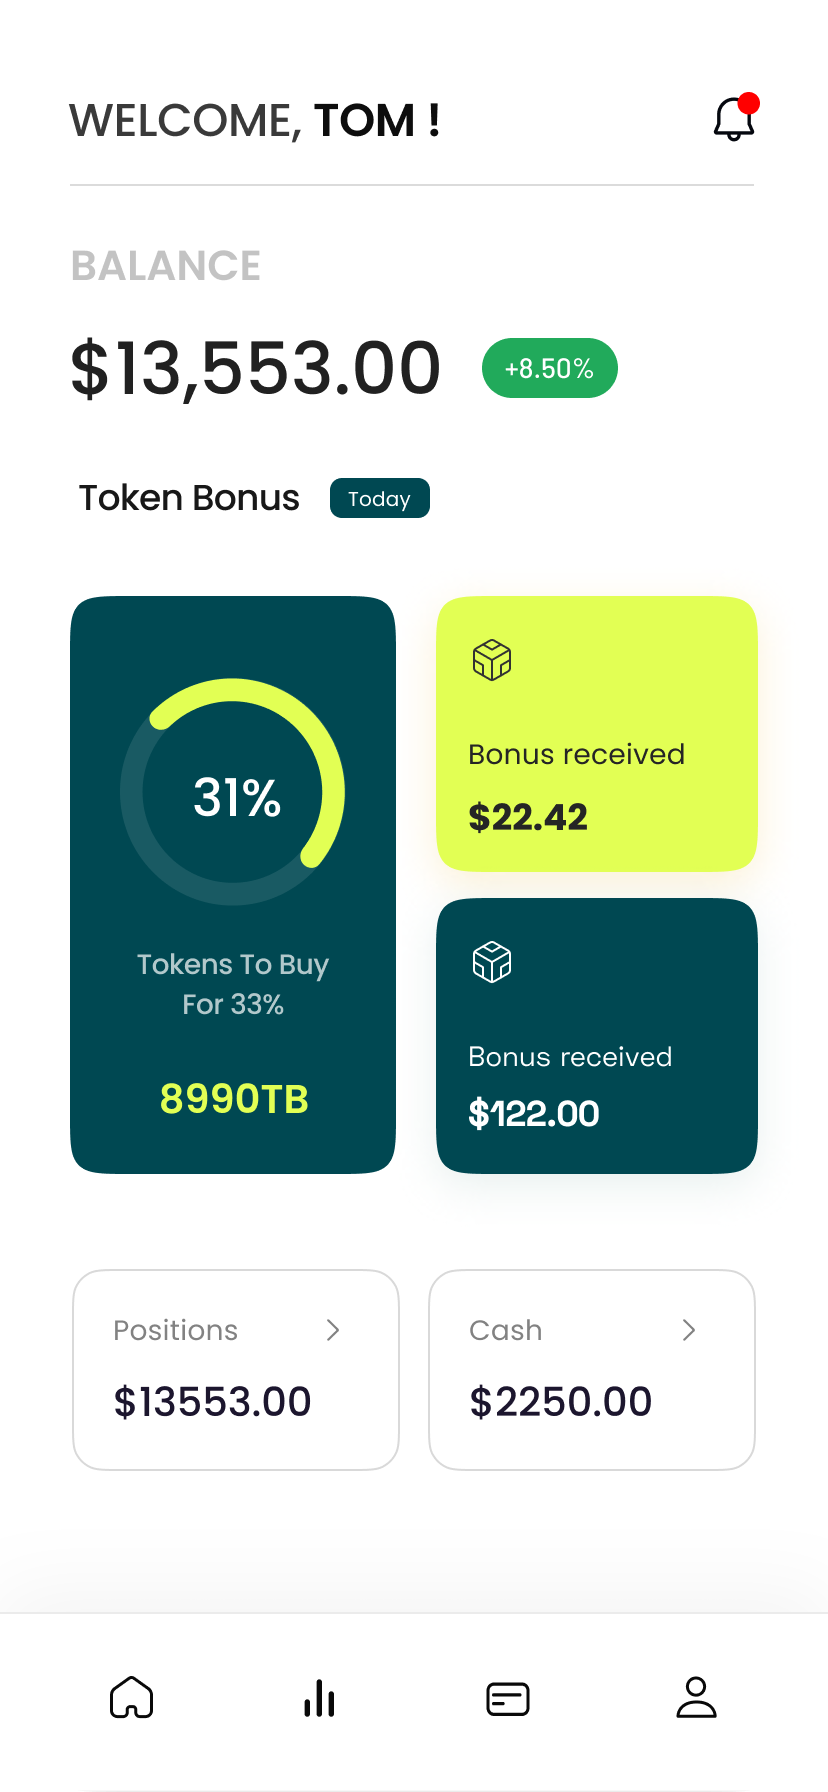 WELCOME, TOM !
BALANCE
$13,553.00
+8.50%
Token Bonus
Today
31%
Tokens To Buy
For 33%
8990TB
Bonus received
$22.42
Bonus received
$122.00
Positions
$13553.00
Cash
$2250.00